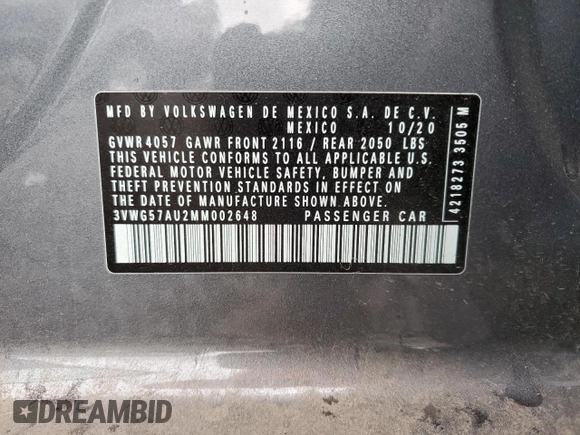 MFD BY VOLKSWAGEN DE MEXICO S.A. DE C.V.
MEXICO 10/20
GVWR 4057 GAWR FRONT 2116 / REAR 2050 LBS
THIS VEHICLE CONFORMS TO ALL APPLICABLE U.S.
FEDERAL MOTOR VEHICLE SAFETY, BUMPER AND
THEFT PREVENTION STANDARDS IN EFFECT ON
THE DATE OF MANUFACTURE SHOWN ABOVE
3VWG57AU2MM002648 PASSENGER CAR
4218273 3505 M
DREAMBID